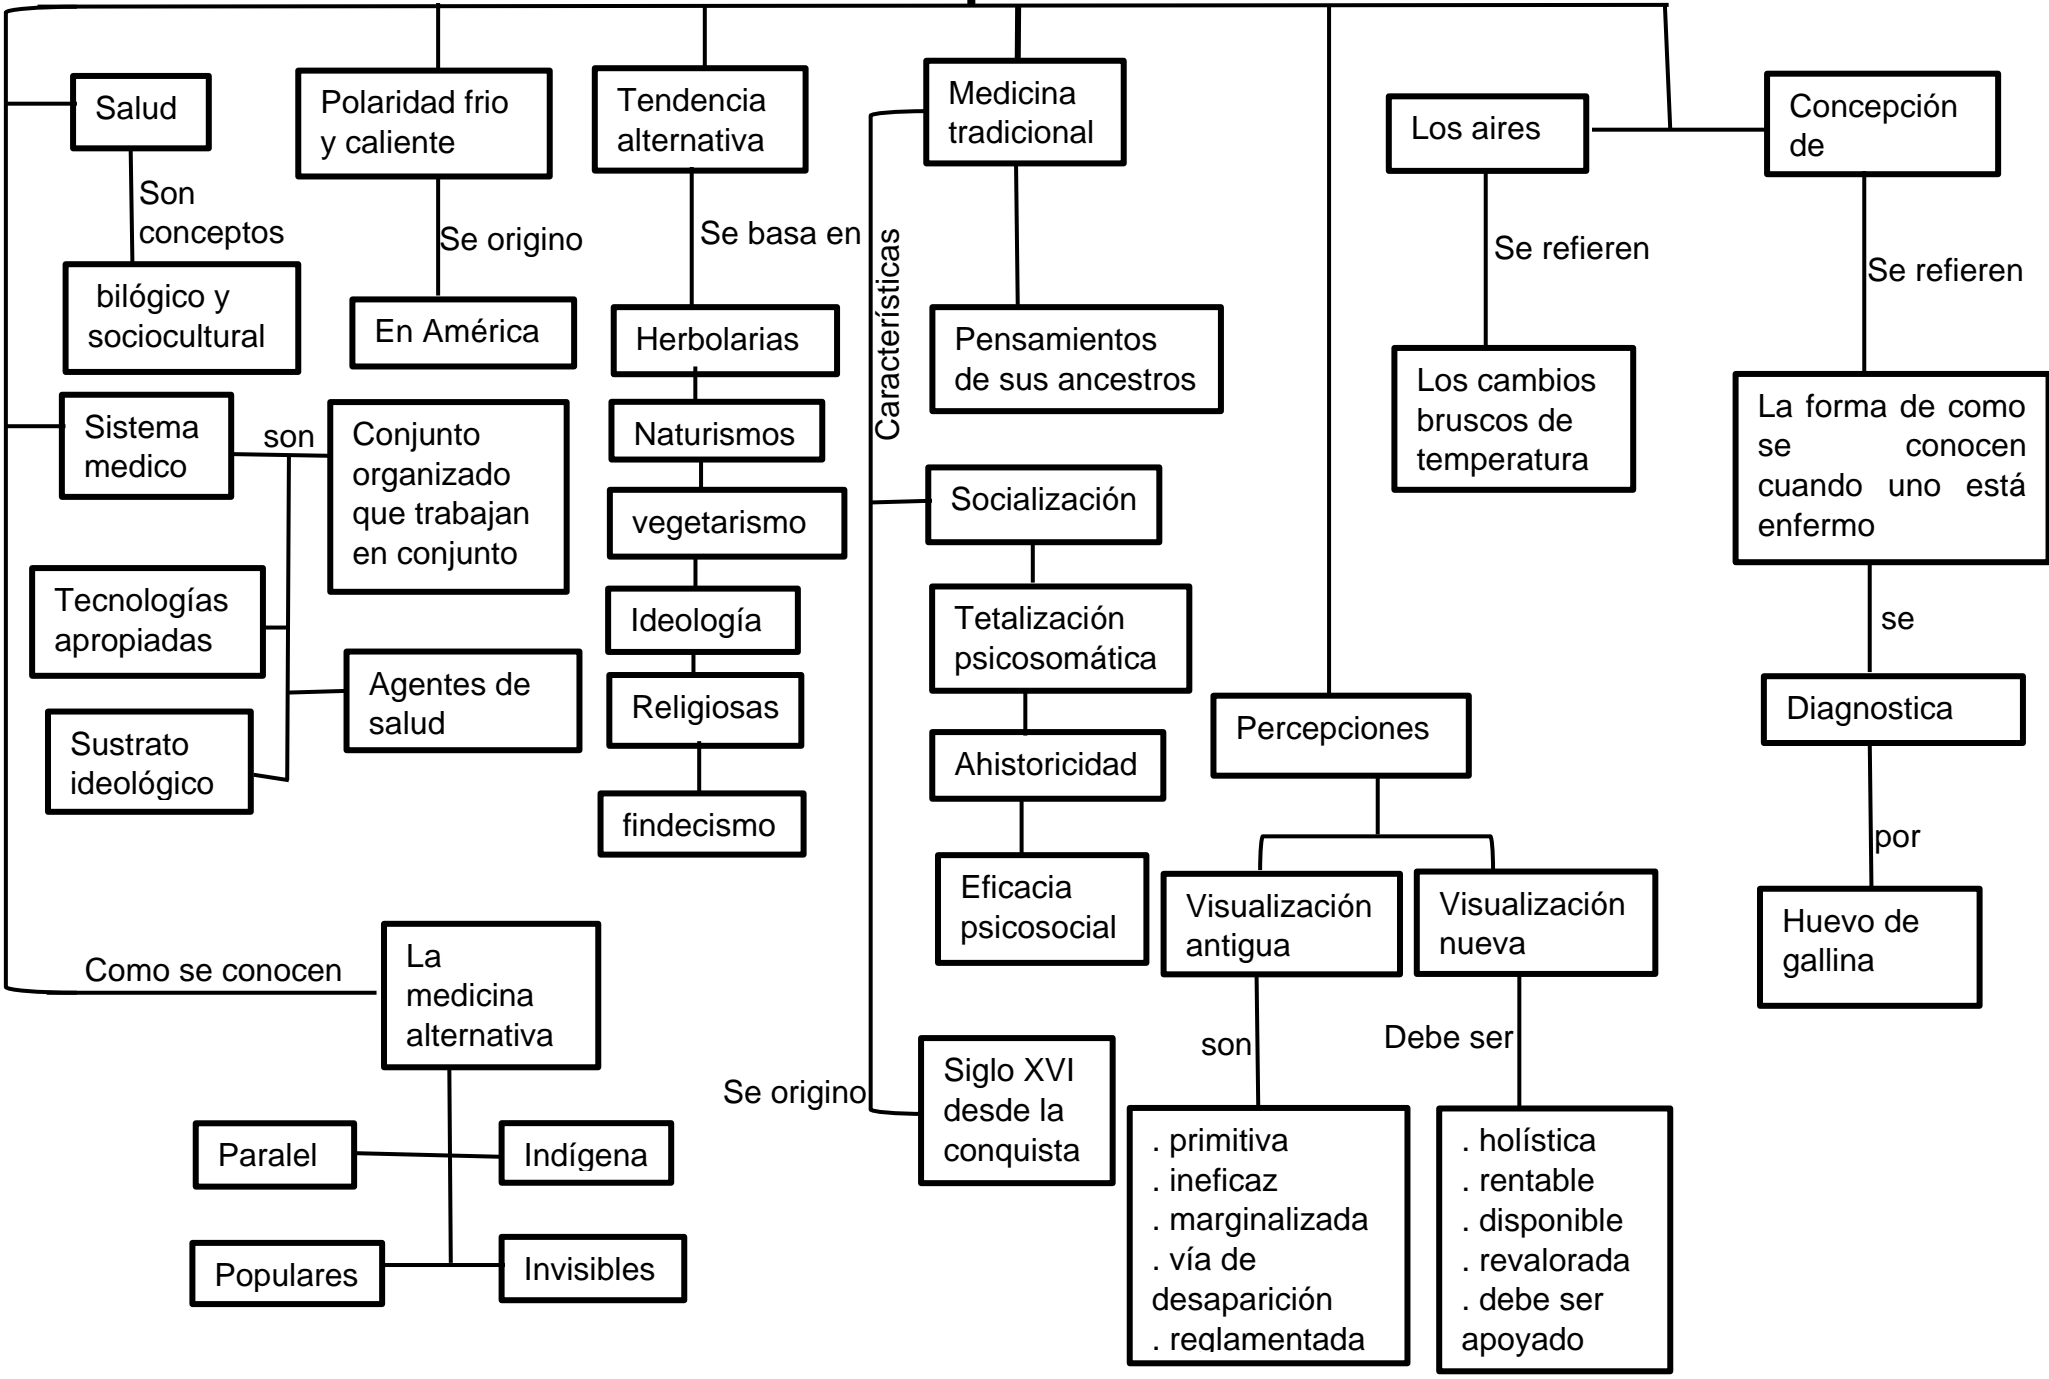 Salud
Son
conceptos
bilógico y
sociocultural
Polaridad frio
y caliente
Se origino
En América
Tendencia
alternativa
Se basa en
Herbolarias
Naturismos
vegetarismo
Ideología
Religiosas
findecismo
Medicina
tradicional
Pensamientos
de sus ancestros
Características
Socialización
Tetalización
psicosomática
Ahistoricidad
Eficacia
psicosocial
Se origino
Siglo XVI
desde la
conquista
Sistema
medico
son
Conjunto
organizado
que trabajan
en conjunto
Tecnologías
apropiadas
Agentes de
salud
Sustrato
ideológico
Como se conocen
La
medicina
alternativa
Paralel
Indígena
Populares
Invisibles
Percepciones
Visualización
antigua
son
. primitiva
. ineficaz
. marginalizada
. vía de
desaparición
. reglamentada
Visualización
nueva
Debe ser
. holística
. rentable
. disponible
. revalorada
. debe ser
apoyado
Los aires
Se refieren
Los cambios
bruscos de
temperatura
Concepción
de
Se refieren
La forma de como
se conocen
cuando uno está
enfermo
se
Diagnostica
por
Huevo de
gallina